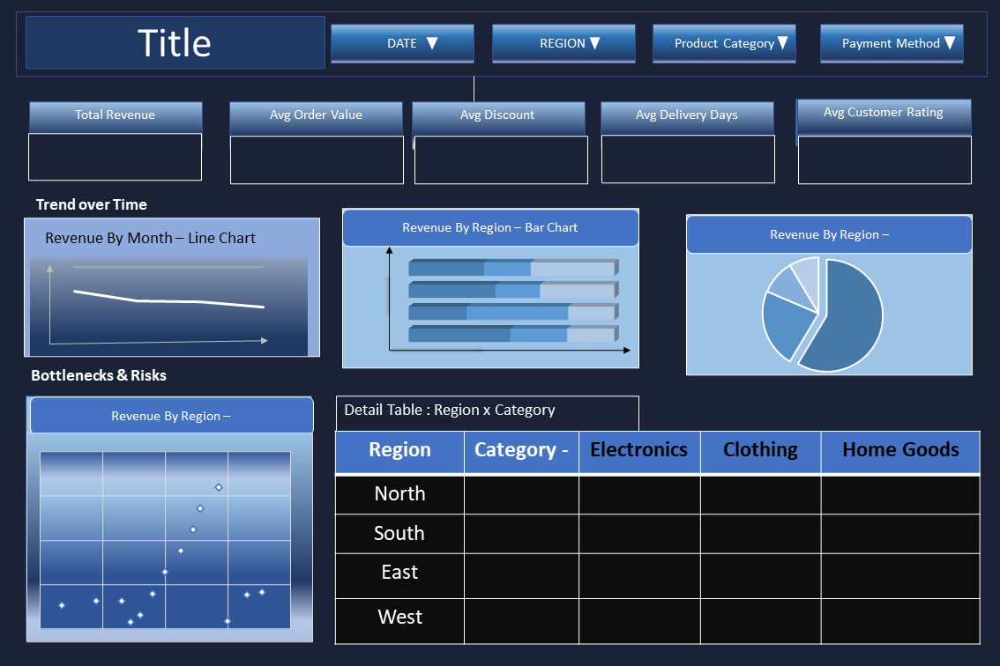 Title
DATE ▼
REGION ▼
Product Category ▼
Payment Method ▼
Total Revenue
Avg Order Value
Avg Discount
Avg Delivery Days
Avg Customer Rating
Trend over Time
Revenue By Month – Line Chart
Revenue By Region – Bar Chart
Revenue By Region –
Bottlenecks & Risks
Revenue By Region –
Detail Table : Region x Category
Region Category - Electronics Clothing Home Goods
North
South
East
West